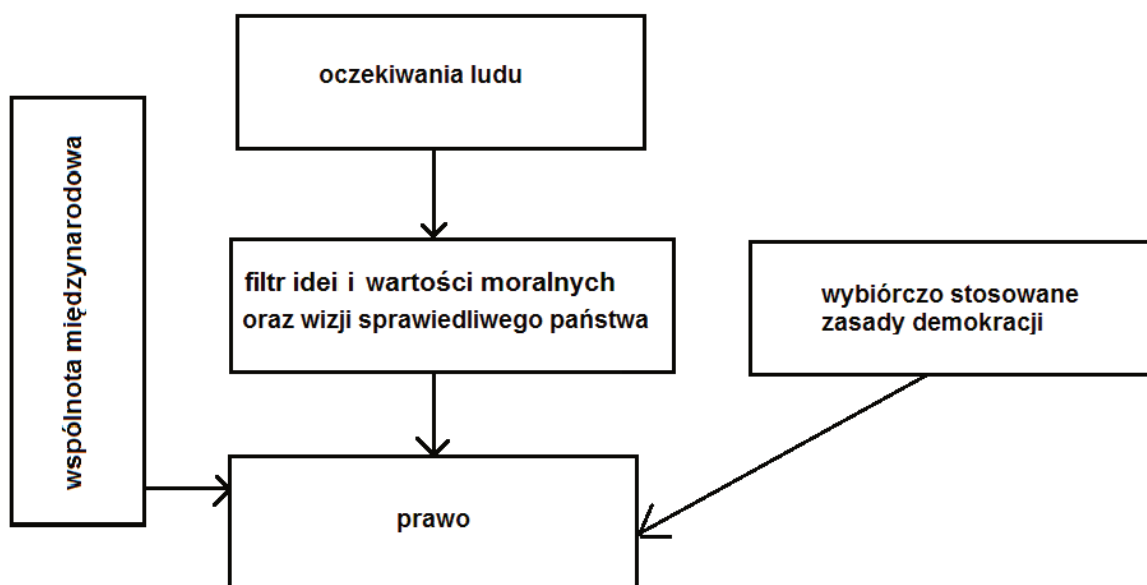 oczekiwania ludu
wspólnota międzynarodowa
filtr idei i wartości moralnych
oraz wizji sprawiedliwego państwa
wybiórczo stosowane
zasady demokracji
prawo